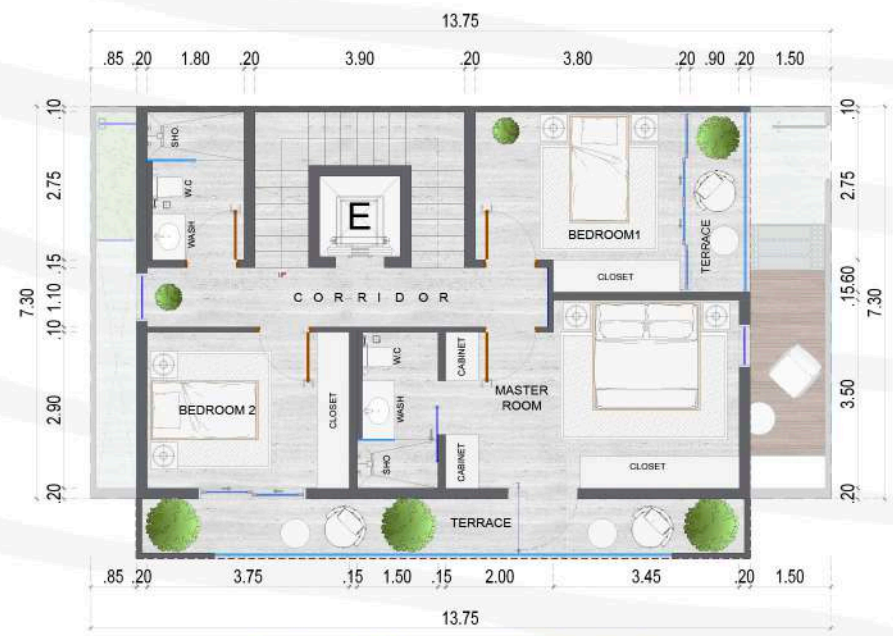 13.75
.85 .20 1.80 .20 3.90 .20 3.80 .20 .90 .20 1.50
.10 2.75 .15 1.10 .10 2.90 .20
7.30
.10 2.75 .15 .60 3.50 .20
7.30
SHO.
W.C
WASH
E
UP
BEDROOM1
TERRACE
CLOSET
CORRIDOR
BEDROOM 2
CLOSET
W.C
WASH
SHO
CABINET
CABINET
MASTER
ROOM
CLOSET
TERRACE
.85 .20 3.75 .15 1.50 .15 2.00 3.45 .20 1.50
13.75